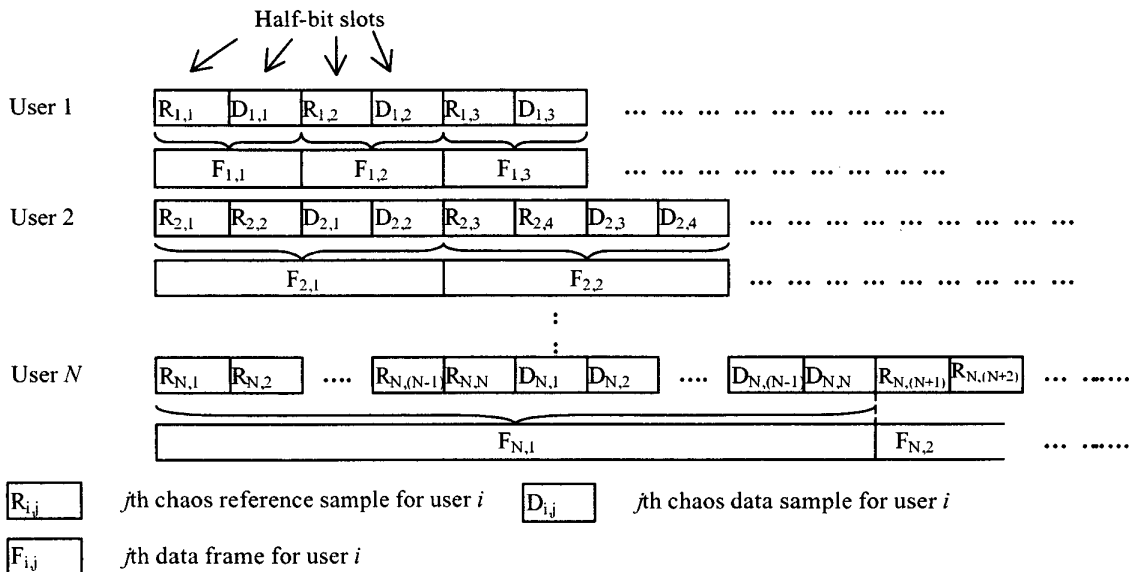 Half-bit slots
User 1
R1,1 D1,1 R1,2 D1,2 R1,3 D1,3 ... ... ... ... ... ... ... ... ...
F1,1 F1,2 F1,3 ... ... ... ... ... ... ... ... ...
User 2
R2,1 R2,2 D2,1 D2,2 R2,3 R2,4 D2,3 D2,4 ... ... ... ... ... ... ... ... ...
F2,1 F2,2 ... ... ... ... ... ... ... ... ...
User N
RN,1 RN,2 .... RN,(N-1) RN,N DN,1 DN,2 .... DN,(N-1) DN,N RN,(N+1) RN,(N+2) ... ......
FN,1 FN,2 ... ......
Ri,j jth chaos reference sample for user i Di,j jth chaos data sample for user i
Fi,j jth data frame for user i